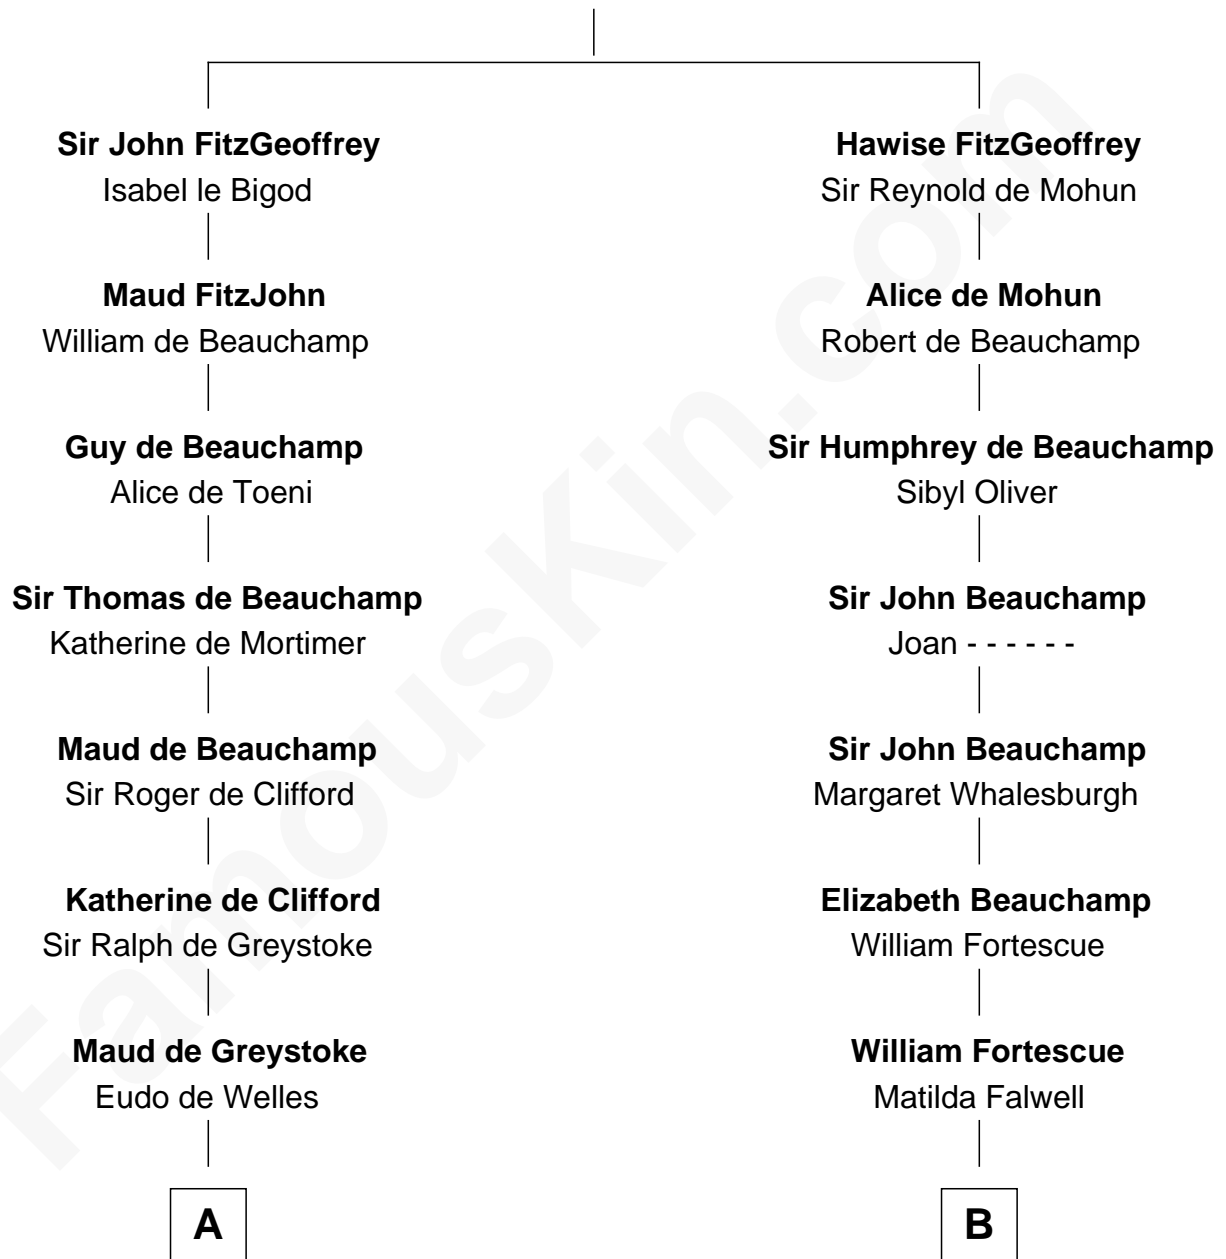 Sir John FitzGeoffrey
Isabel le Bigod
Maud FitzJohn
William de Beauchamp
Guy de Beauchamp
Alice de Toeni
Sir Thomas de Beauchamp
Katherine de Mortimer
Maud de Beauchamp
Sir Roger de Clifford
Katherine de Clifford
Sir Ralph de Greystoke
Maud de Greystoke
Eudo de Welles
A
Hawise FitzGeoffrey
Sir Reynold de Mohun
Alice de Mohun
Robert de Beauchamp
Sir Humphrey de Beauchamp
Sibyl Oliver
Sir John Beauchamp
Joan - - - - - -
Sir John Beauchamp
Margaret Whalesburgh
Elizabeth Beauchamp
William Fortescue
William Fortescue
Matilda Falwell
B
FamousKin.com